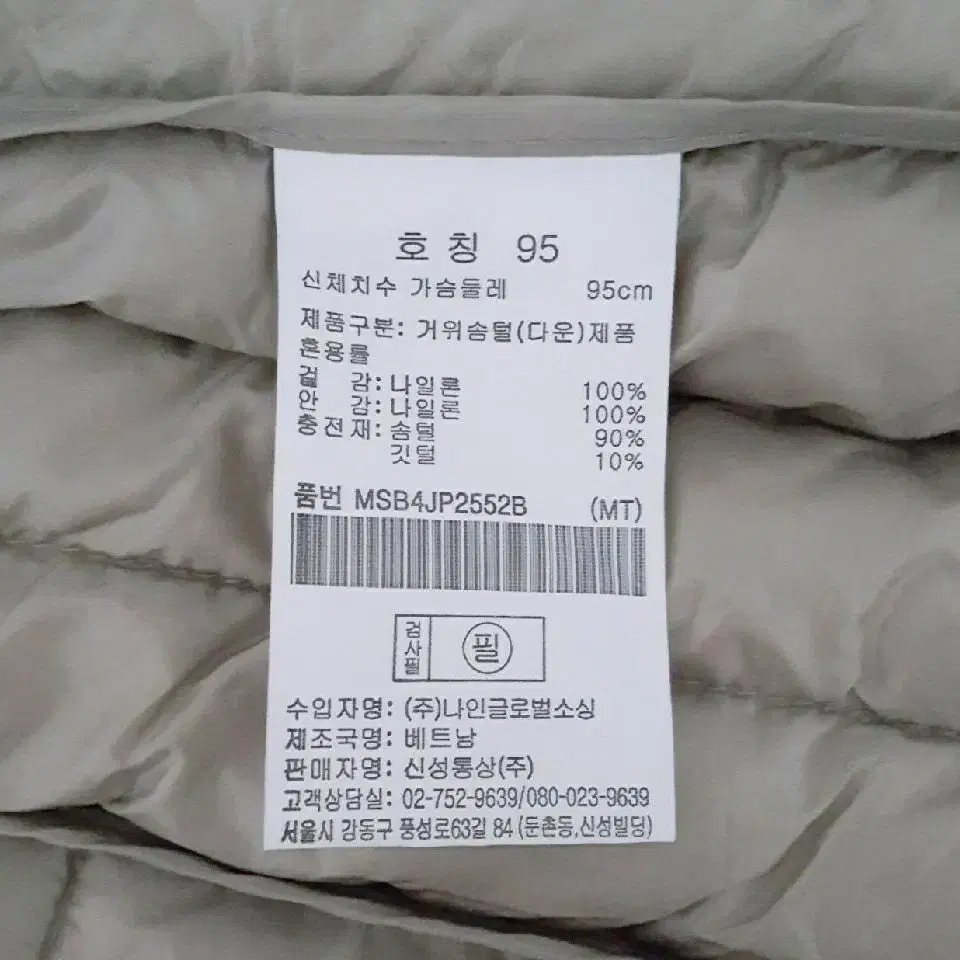 호 칭 95
신체치수 가슴둘레 95cm
제품구분: 거위솜털(다운)제품
혼용률
겉 감: 나일론 100%
안 감: 나일론 100%
충전재: 솜털 90%
깃털 10%
품번 MSB4JP2552B (MT)
검사필 필
수입자명: (주)나인글로벌소싱
제조국명: 베트남
판매자명: 신성통상(주)
고객상담실: 02-752-9639/080-023-9639
서울시 강동구 풍성로63길 84 (둔촌동,신성빌딩)